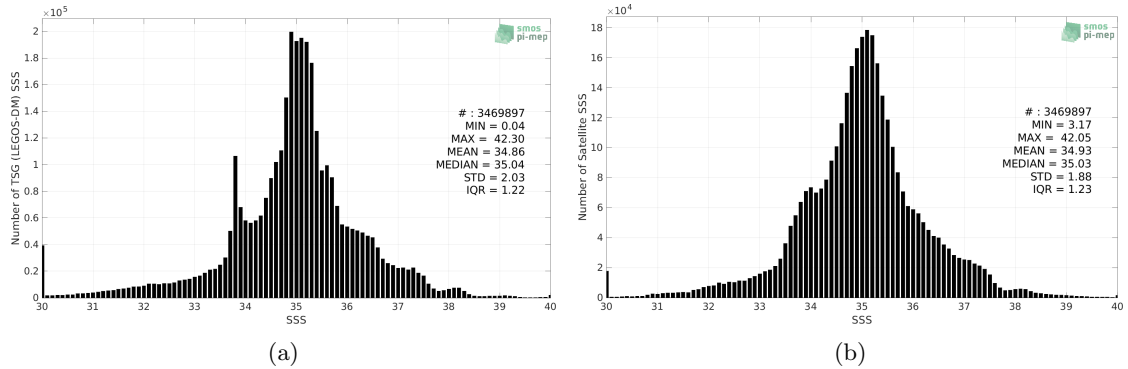 ×10⁵
2
1.8
1.6
1.4
1.2
1
0.8
0.6
0.4
0.2
0
Number of TSG (LEGOS-DM) SSS
smos
pi-mep
# : 3469897
MIN = 0.04
MAX = 42.30
MEAN = 34.86
MEDIAN = 35.04
STD = 2.03
IQR = 1.22
30 31 32 33 34 35 36 37 38 39 40
SSS
(a)
×10⁴
18
16
14
12
10
8
6
4
2
0
Number of Satellite SSS
smos
pi-mep
# : 3469897
MIN = 3.17
MAX = 42.05
MEAN = 34.93
MEDIAN = 35.03
STD = 1.88
IQR = 1.23
30 31 32 33 34 35 36 37 38 39 40
SSS
(b)